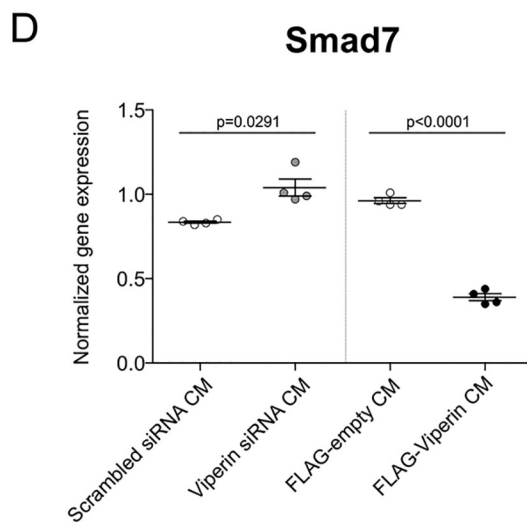 D
Smad7
Normalized gene expression
1.5
1.0
0.5
0.0
p=0.0291
p<0.0001
Scrambled siRNA CM
Viperin siRNA CM
FLAG-empty CM
FLAG-Viperin CM